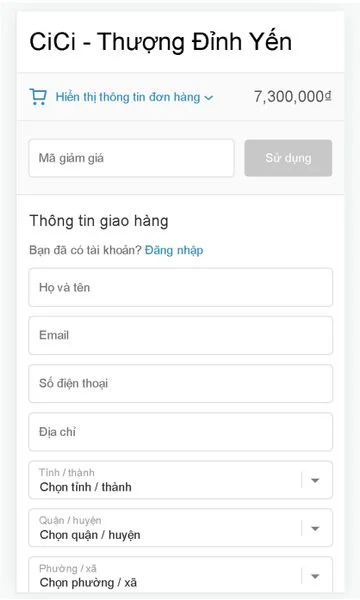 CiCi - Thượng Đỉnh Yến
Hiển thị thông tin đơn hàng 7,300,000₫
Mã giảm giá Sử dụng
Thông tin giao hàng
Bạn đã có tài khoản? Đăng nhập
Họ và tên
Email
Số điện thoại
Địa chỉ
Tỉnh / thành
Chọn tỉnh / thành
Quận / huyện
Chọn quận / huyện
Phường / xã
Chọn phường / xã